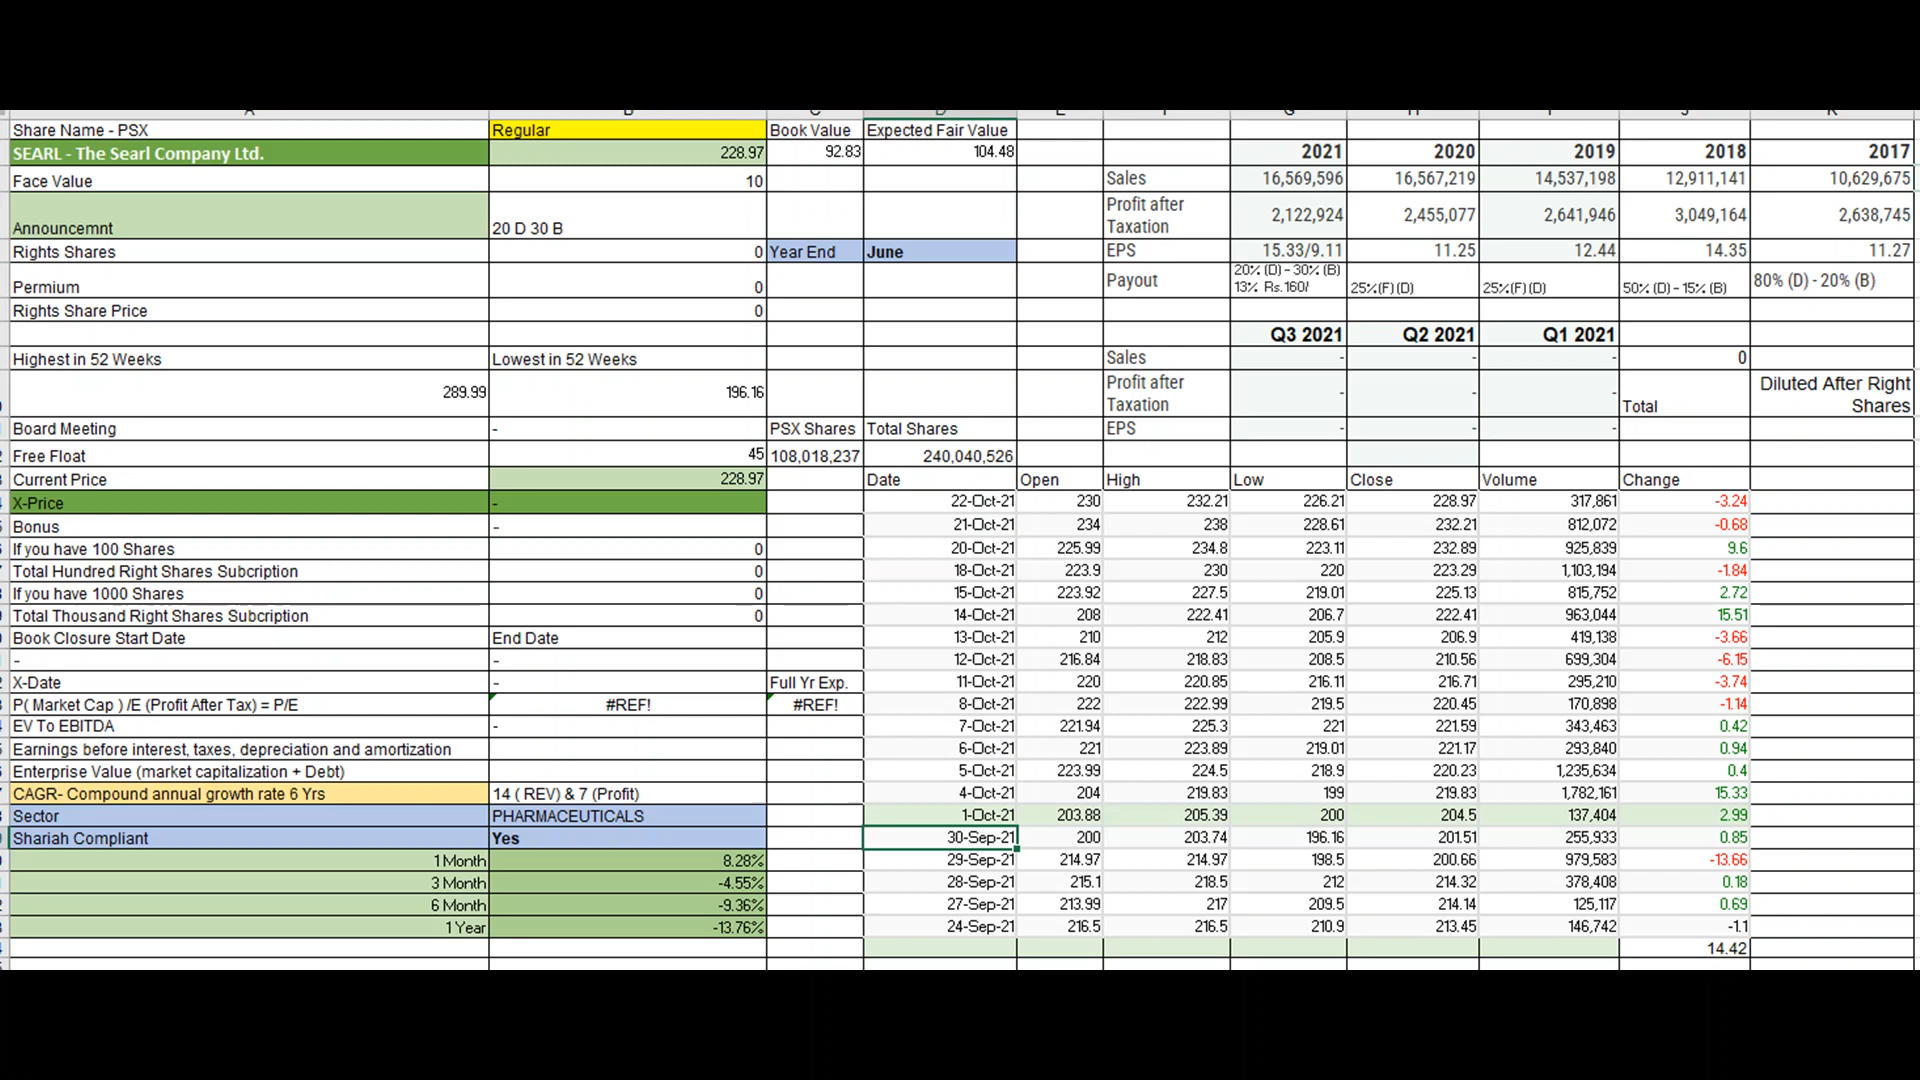 Share Name - PSX Regular Book Value Expected Fair Value
SEARL - The Searl Company Ltd. 228.97 92.83 104.48 2021 2020 2019 2018 2017
Face Value 10 Sales 16,569,596 16,567,219 14,537,198 12,911,141 10,629,675
Announcemnt 20 D 30 B Profit after Taxation 2,122,924 2,455,077 2,641,946 3,049,164 2,638,745
Rights Shares 0 Year End June EPS 15.33/9.11 11.25 12.44 14.35 11.27
Permium 0 Payout 20% (D) - 30% (B) 13% Rs.160/ 25%(F) (D) 25%(F) (D) 50% (D) - 15% (B) 80% (D) - 20% (B)
Rights Share Price 0
Q3 2021 Q2 2021 Q1 2021
Highest in 52 Weeks Lowest in 52 Weeks Sales - - - 0
289.99 196.16 Profit after Taxation - - - Total Diluted After Right Shares
Board Meeting - PSX Shares Total Shares EPS - - -
Free Float 45 108,018,237 240,040,526
Current Price 228.97 Date Open High Low Close Volume Change
X-Price - 22-Oct-21 230 232.21 226.21 228.97 317,861 -3.24
Bonus - 21-Oct-21 234 238 228.61 232.21 812,072 -0.68
If you have 100 Shares 0 20-Oct-21 225.99 234.8 223.11 232.89 925,839 9.6
Total Hundred Right Shares Subcription 0 18-Oct-21 223.9 230 220 223.29 1,103,194 -1.84
If you have 1000 Shares 0 15-Oct-21 223.92 227.5 219.01 225.13 815,752 2.72
Total Thousand Right Shares Subcription 0 14-Oct-21 208 222.41 206.7 222.41 963,044 15.51
Book Closure Start Date End Date 13-Oct-21 210 212 205.9 206.9 419,138 -3.66
- - 12-Oct-21 216.84 218.83 208.5 210.56 699,304 -6.15
X-Date - Full Yr Exp. 11-Oct-21 220 220.85 216.11 216.71 295,210 -3.74
P( Market Cap ) /E (Profit After Tax) = P/E #REF! #REF! 8-Oct-21 222 222.99 219.5 220.45 170,898 -1.14
EV To EBITDA - 7-Oct-21 221.94 225.3 221 221.59 343,463 0.42
Earnings before interest, taxes, depreciation and amortization 6-Oct-21 221 223.89 219.01 221.17 293,840 0.94
Enterprise Value (market capitalization + Debt) 5-Oct-21 223.99 224.5 218.9 220.23 1,235,634 0.4
CAGR- Compound annual growth rate 6 Yrs 14 ( REV) & 7 (Profit) 4-Oct-21 204 219.83 199 219.83 1,782,161 15.33
Sector PHARMACEUTICALS 1-Oct-21 203.88 205.39 200 204.5 137,404 2.99
Shariah Compliant Yes 30-Sep-21 200 203.74 196.16 201.51 255,933 0.85
1 Month 8.28% 29-Sep-21 214.97 214.97 198.5 200.66 979,583 -13.66
3 Month -4.55% 28-Sep-21 215.1 218.5 212 214.32 378,408 0.18
6 Month -9.36% 27-Sep-21 213.99 217 209.5 214.14 125,117 0.69
1 Year -13.76% 24-Sep-21 216.5 216.5 210.9 213.45 146,742 -1.1
14.42